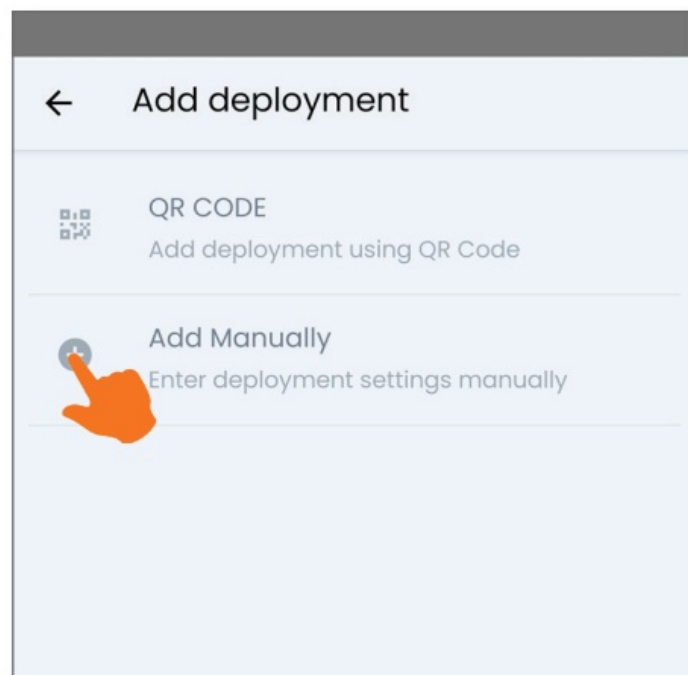 Add deployment
QR CODE
Add deployment using QR Code
Add Manually
Enter deployment settings manually